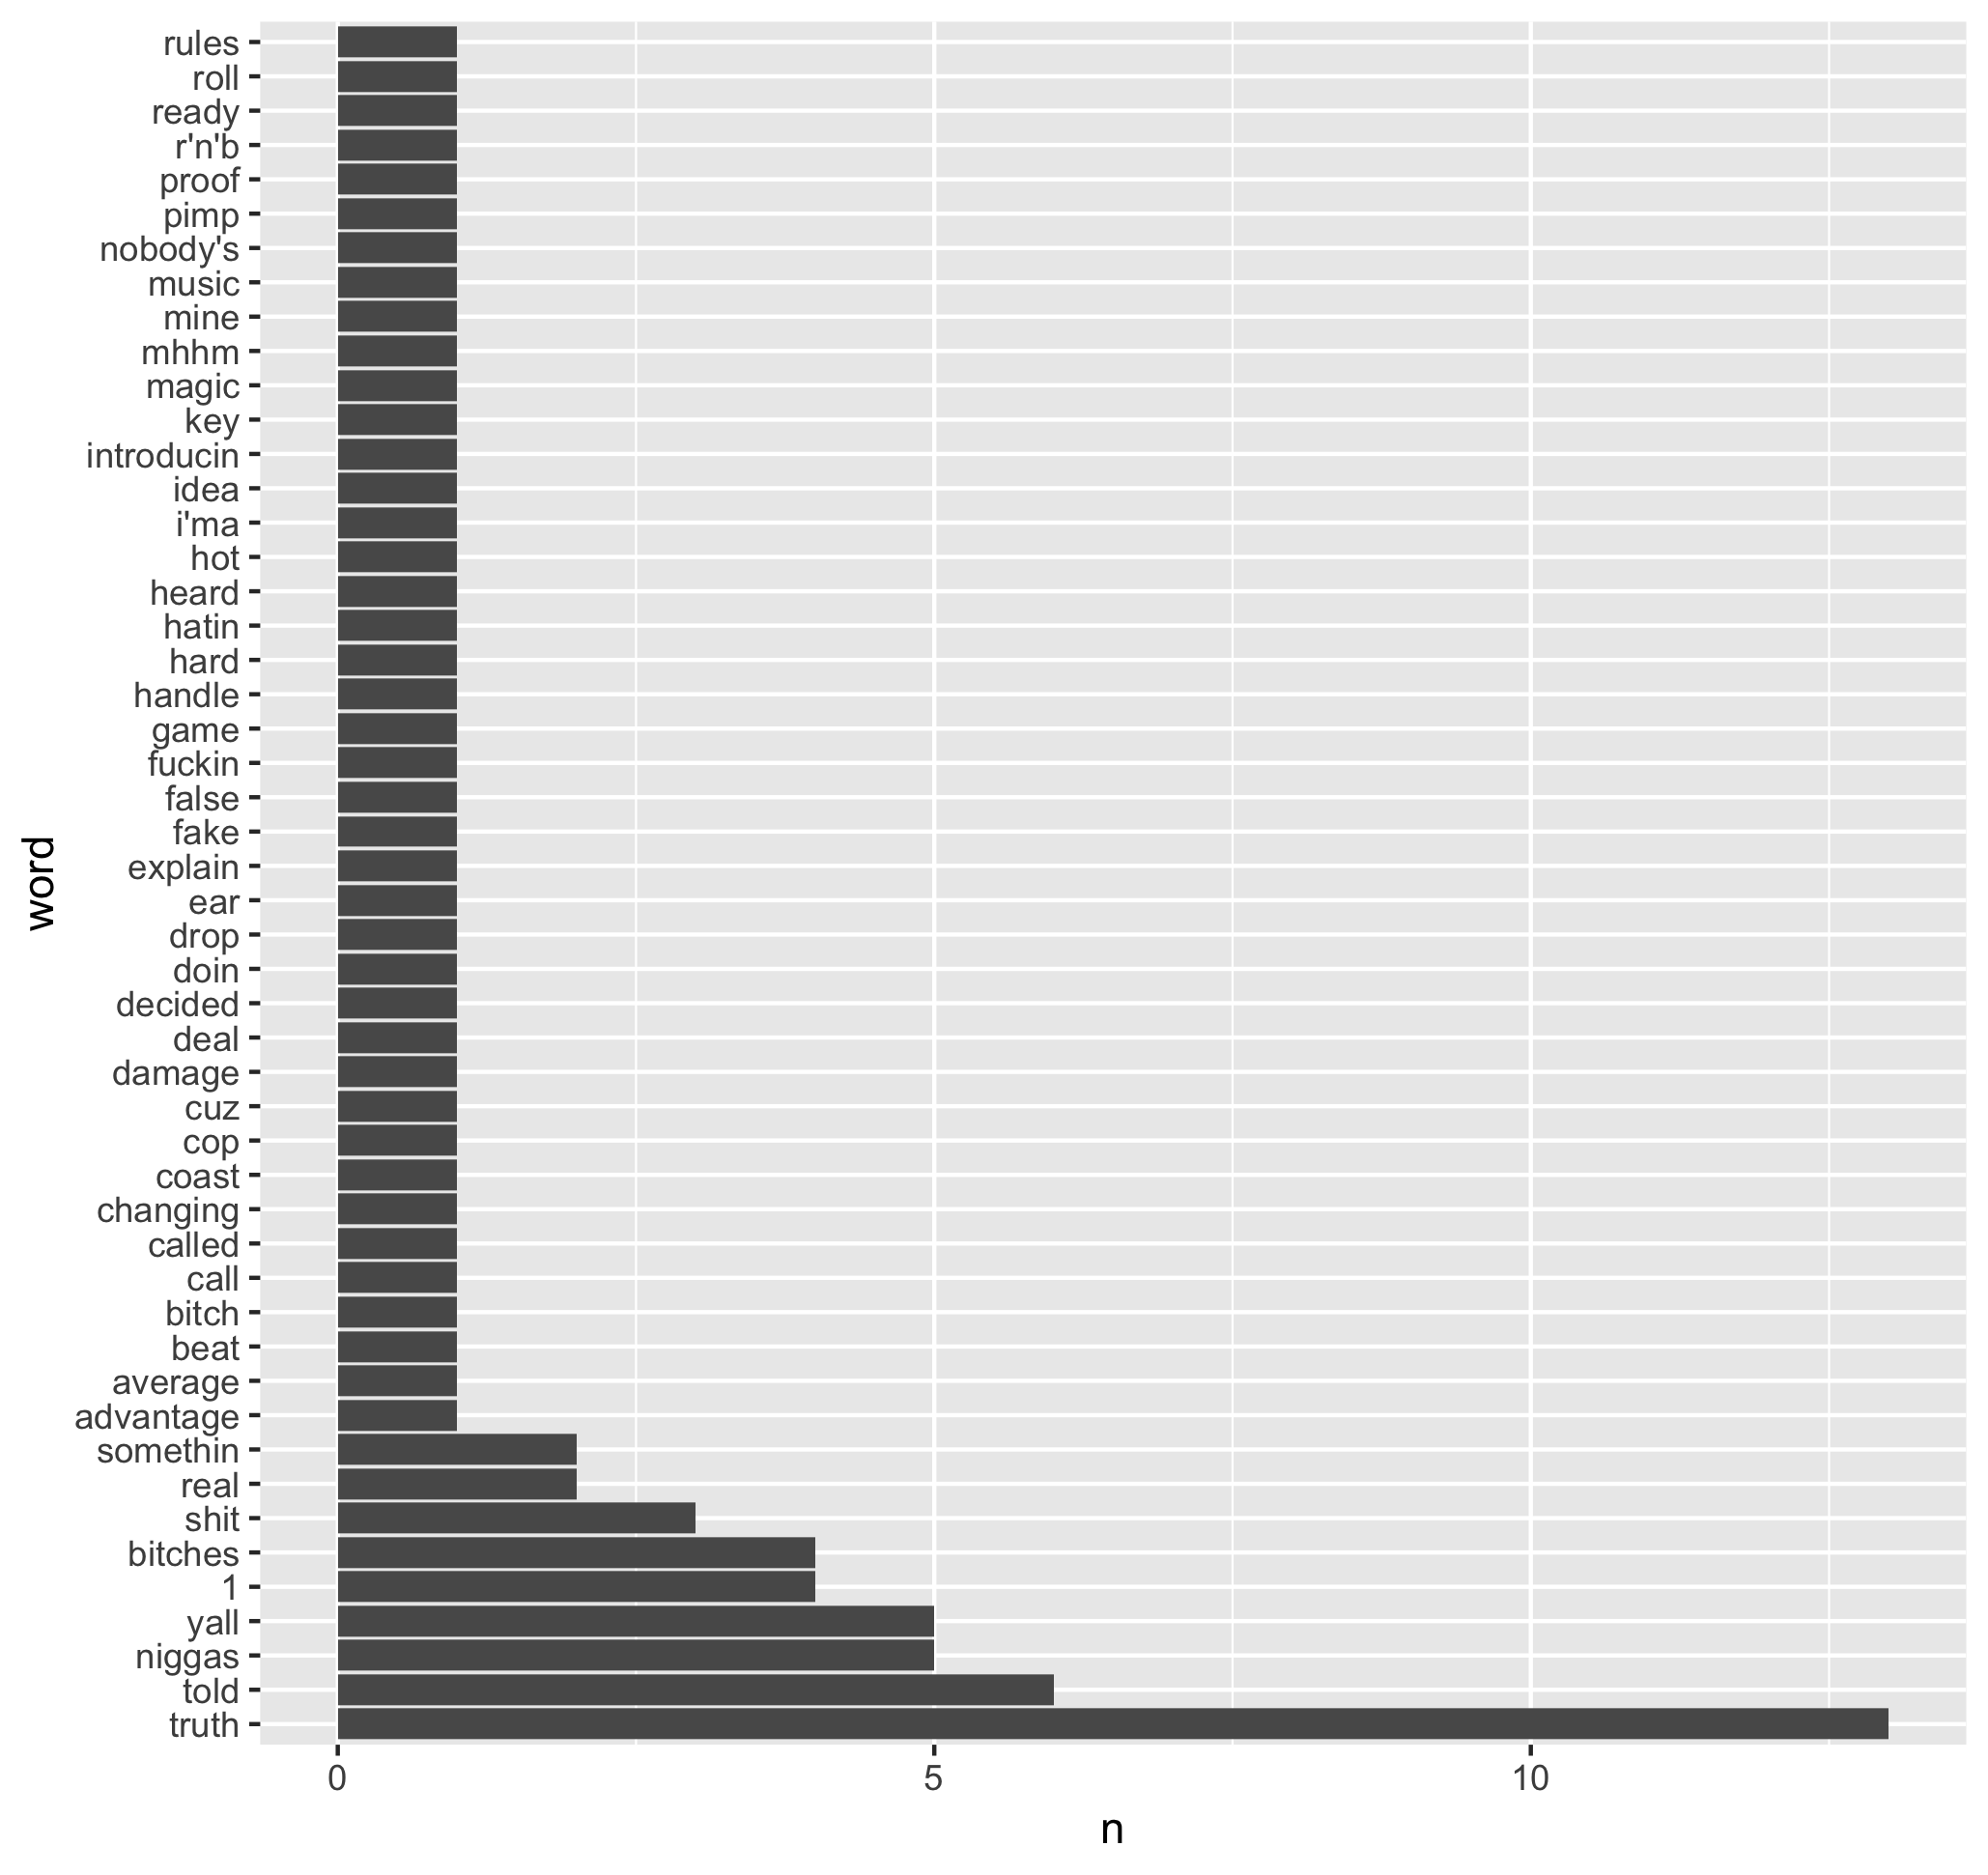 rules
roll
ready
r'n'b
proof
pimp
nobody's
music
mine
mhhm
magic
key
introducin
idea
i'ma
hot
heard
hatin
hard
handle
game
fuckin
false
fake
explain
ear
drop
doin
decided
deal
damage
cuz
cop
coast
changing
called
call
bitch
beat
average
advantage
somethin
real
shit
bitches
1
yall
niggas
told
truth
word
0 5 10
n